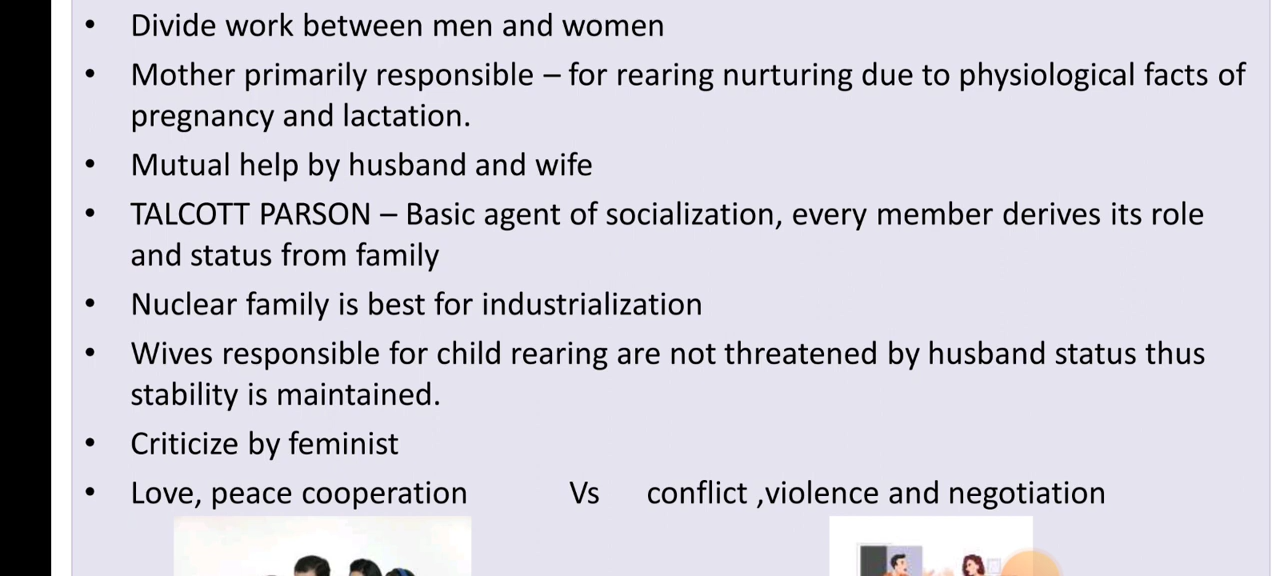 • Divide work between men and women
• Mother primarily responsible – for rearing nurturing due to physiological facts of
pregnancy and lactation.
• Mutual help by husband and wife
• TALCOTT PARSON – Basic agent of socialization, every member derives its role
and status from family
• Nuclear family is best for industrialization
• Wives responsible for child rearing are not threatened by husband status thus
stability is maintained.
• Criticize by feminist
• Love, peace cooperation Vs conflict ,violence and negotiation